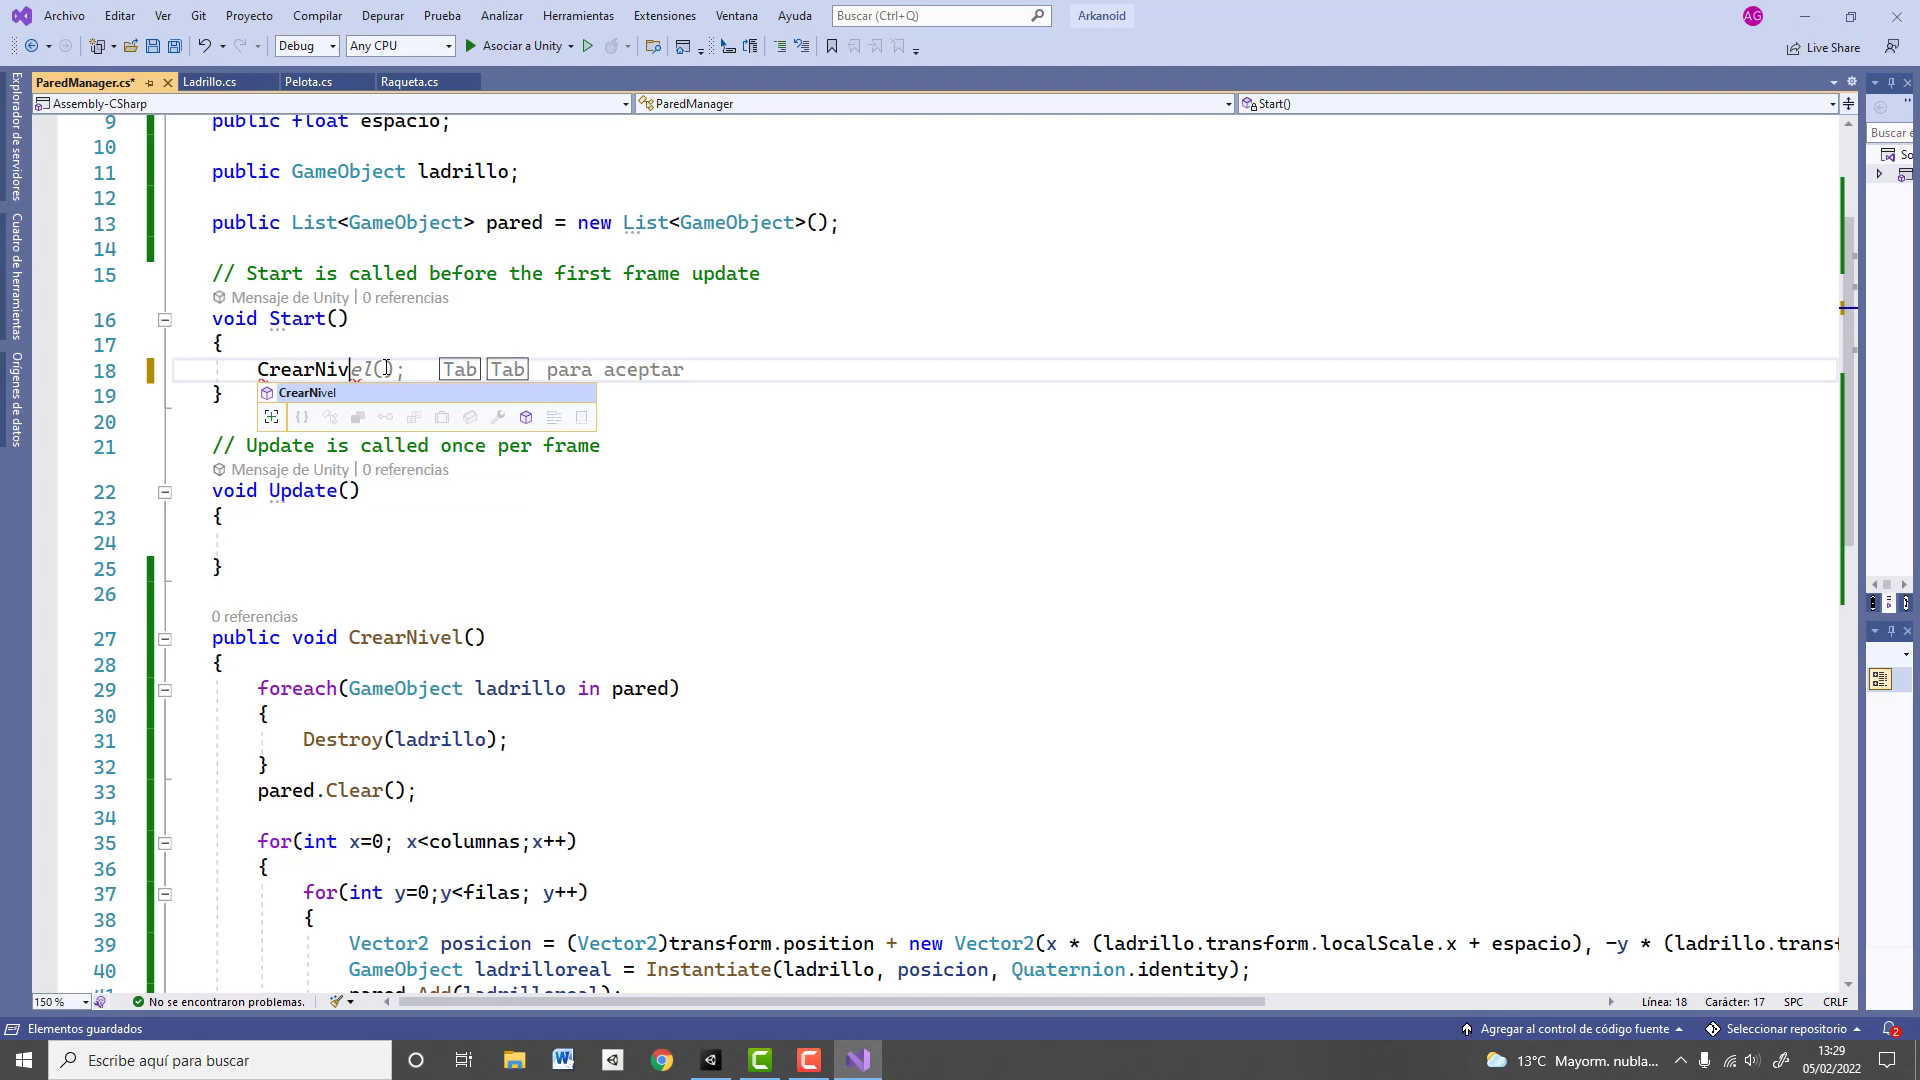 Archivo Editar Ver Git Proyecto Compilar Depurar Prueba Analizar Herramientas Extensiones Ventana Ayuda Buscar (Ctrl+Q) Arkanoid AG
Debug Any CPU Asociar a Unity Live Share
ParedManager.cs* Ladrillo.cs Pelota.cs Raqueta.cs
Assembly-CSharp ParedManager Start()
Explorador de servidores
Cuadro de herramientas
Orígenes de datos
Buscar e
So
9 public float espacio;
10
11 public GameObject ladrillo;
12
13 public List<GameObject> pared = new List<GameObject>();
14
15 // Start is called before the first frame update
Mensaje de Unity | 0 referencias
16 void Start()
17 {
18 CrearNivel(); Tab Tab para aceptar
CrearNivel
19 }
20
21 // Update is called once per frame
Mensaje de Unity | 0 referencias
22 void Update()
23 {
24
25 }
26
0 referencias
27 public void CrearNivel()
28 {
29 foreach(GameObject ladrillo in pared)
30 {
31 Destroy(ladrillo);
32 }
33 pared.Clear();
34
35 for(int x=0; x<columnas;x++)
36 {
37 for(int y=0;y<filas; y++)
38 {
39 Vector2 posicion = (Vector2)transform.position + new Vector2(x * (ladrillo.transform.localScale.x + espacio), -y * (ladrillo.transf
40 GameObject ladrilloreal = Instantiate(ladrillo, posicion, Quaternion.identity);
41 pared.Add(ladrilloreal);
150 % No se encontraron problemas. Línea: 18 Carácter: 17 SPC CRLF
Elementos guardados Agregar al control de código fuente Seleccionar repositorio 2
Escribe aquí para buscar 13°C Mayorm. nubla... 13:29
05/02/2022